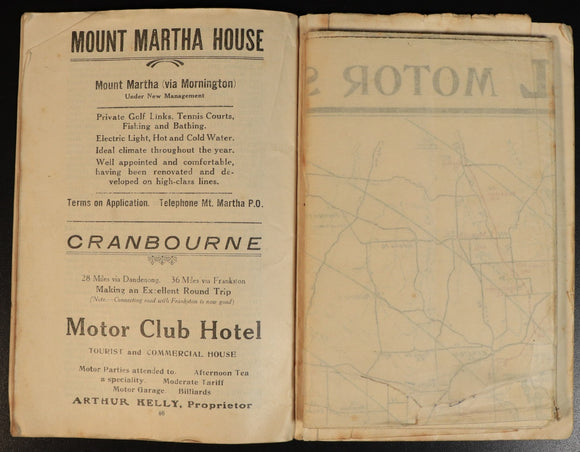 MOUNT MARTHA HOUSE
Mount Martha (via Mornington)
Under New Management
Private Golf Links, Tennis Courts,
Fishing and Bathing.
Electric Light, Hot and Cold Water.
Ideal climate throughout the year.
Well appointed and comfortable,
having been renovated and de-
veloped on high-class lines.
Terms on Application. Telephone Mt. Martha P.O.
CRANBOURNE
28 Miles via Dandenong. 36 Miles via Frankston
Making an Excellent Round Trip
(Note.—Connecting road with Frankston is now good)
Motor Club Hotel
TOURIST and COMMERCIAL HOUSE
Motor Parties attended to. Afternoon Tea
a speciality. Moderate Tariff
Motor Garage Billiards
ARTHUR KELLY, Proprietor
L MOTOR S